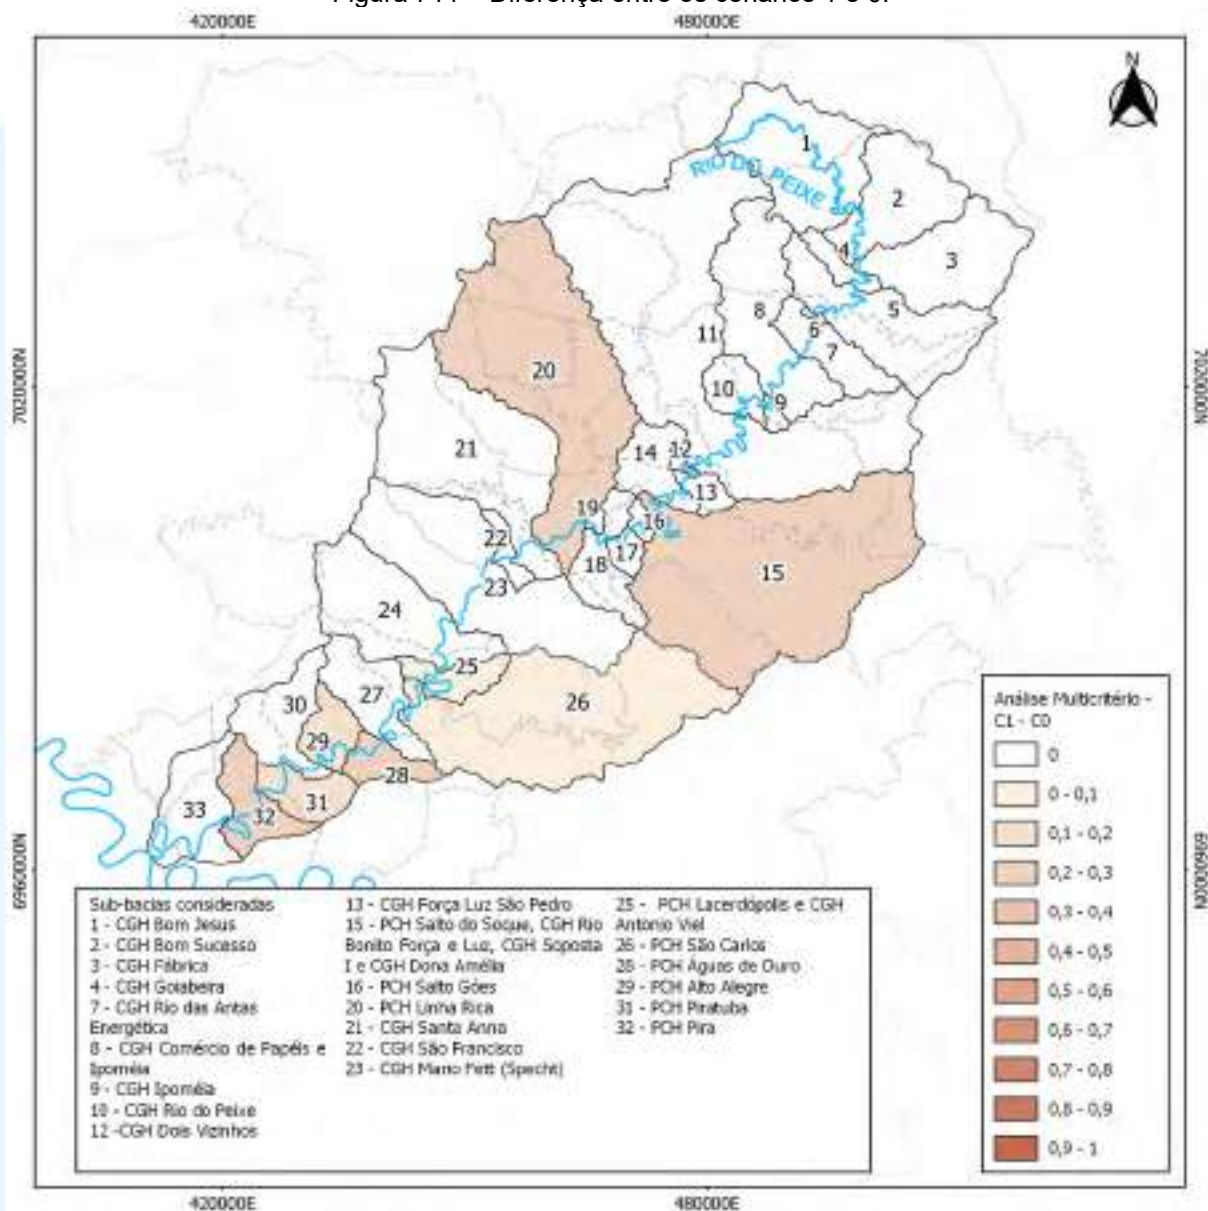 Diferença entre os cenários 1 e 0.
420000E
480000E
N
7020000N
7020000N
6960000N
6960000N
RIO DO PEIXE
1
2
3
4
5
6
7
8
9
10
11
12
13
14
15
16
17
18
19
20
21
22
23
24
25
26
27
28
29
30
31
32
33
Análise Multicritério -
C1 - C0
0
0 - 0,1
0,1 - 0,2
0,2 - 0,3
0,3 - 0,4
0,4 - 0,5
0,5 - 0,6
0,6 - 0,7
0,7 - 0,8
0,8 - 0,9
0,9 - 1
Sub-bacias consideradas
1 - CGH Bom Jesus
2 - CGH Bom Sucesso
3 - CGH Fábrica
4 - CGH Goiabeira
7 - CGH Rio das Antas
Energética
8 - CGH Comércio de Papéis e
Ipoméia
9 - CGH Ipoméia
10 - CGH Rio do Peixe
12 -CGH Dois Vizinhos
13 - CGH Força Luz São Pedro
15 - PCH Salto do Soque, CGH Rio
Bonito Força e Luz, CGH Soposta
I e CGH Dona Amélia
16 - PCH Salto Góes
20 - PCH Linha Rica
21 - CGH Santa Anna
22 - CGH São Francisco
23 - CGH Mario Fett (Specht)
25 - PCH Lacerdópolis e CGH
Antonio Viel
26 - PCH São Carlos
28 - PCH Águas de Ouro
29 - PCH Alto Alegre
31 - PCH Piratuba
32 - PCH Pira
420000E
480000E